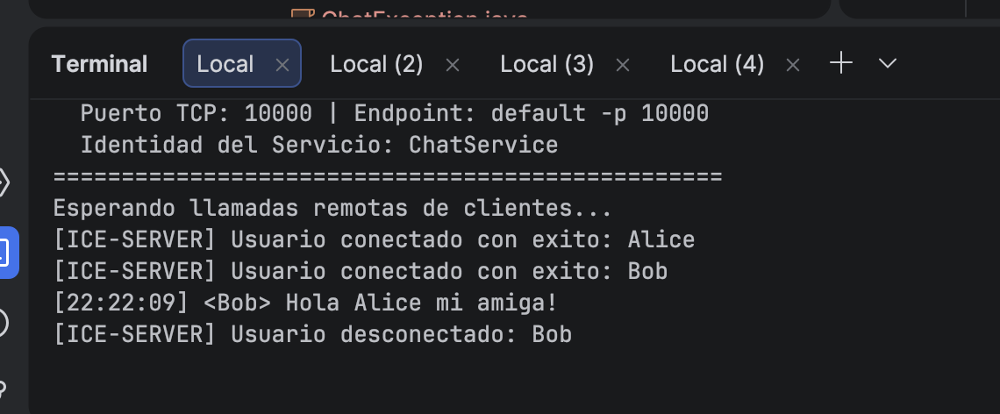 ChatException.java
Terminal Local × Local (2) × Local (3) × Local (4) ×
Puerto TCP: 10000 | Endpoint: default -p 10000
Identidad del Servicio: ChatService
=================================================
Esperando llamadas remotas de clientes...
[ICE-SERVER] Usuario conectado con exito: Alice
[ICE-SERVER] Usuario conectado con exito: Bob
[22:22:09] <Bob> Hola Alice mi amiga!
[ICE-SERVER] Usuario desconectado: Bob